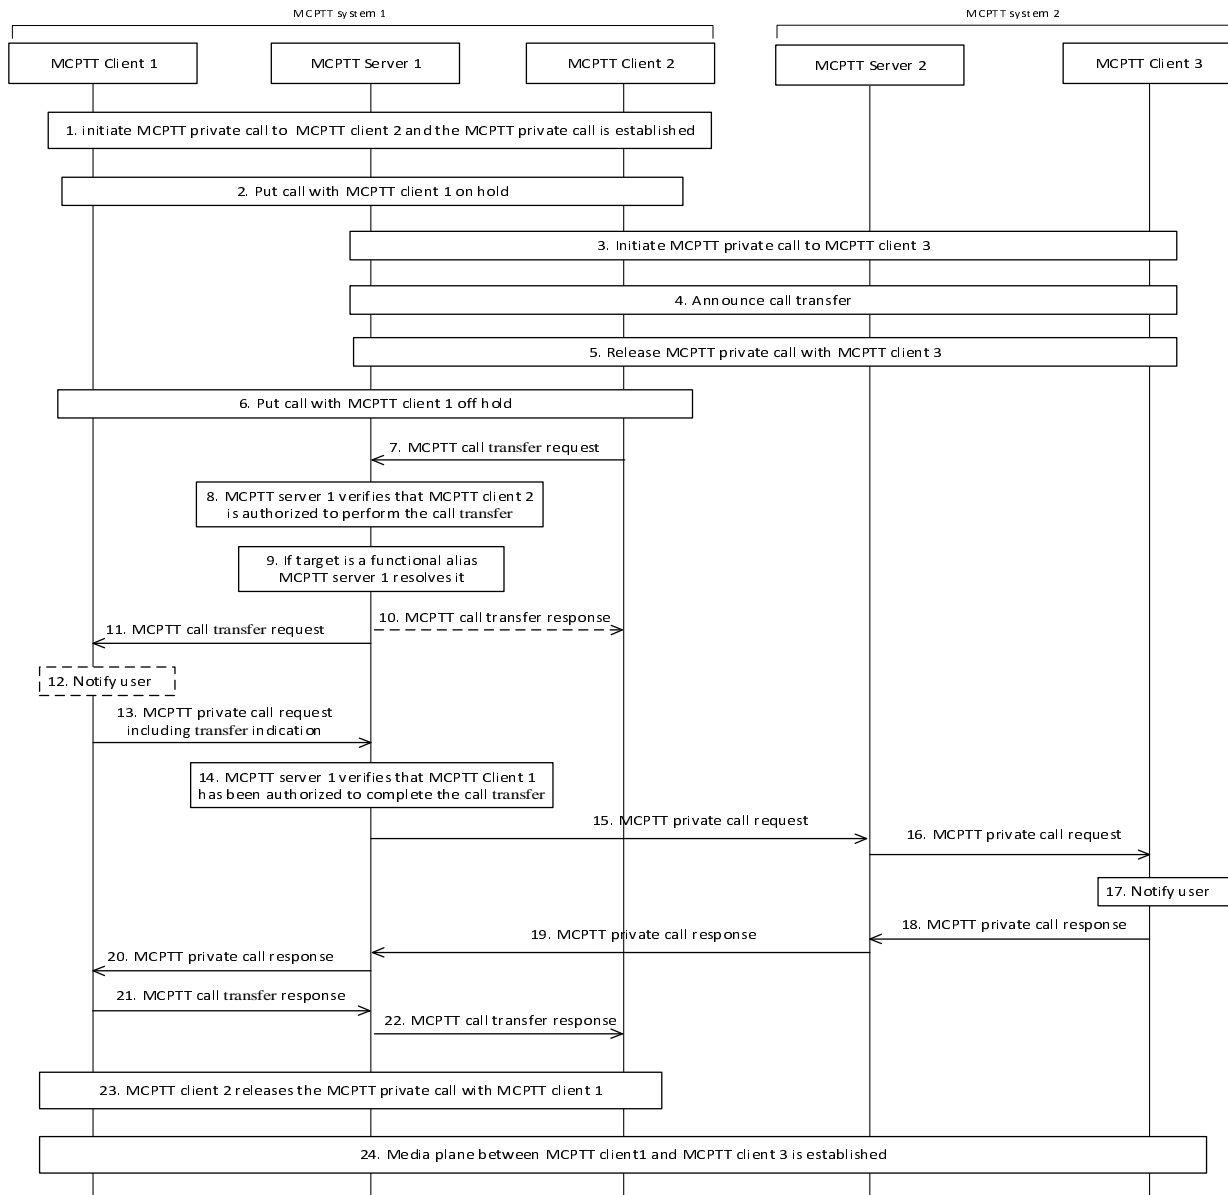 MCPTT system 1
MCPTT system 2
MCPTT Client 1
MCPTT Server 1
MCPTT Client 2
MCPTT Server 2
MCPTT Client 3
1. initiate MCPTT private call to MCPTT client 2 and the MCPTT private call is established
2. Put call with MCPTT client 1 on hold
3. Initiate MCPTT private call to MCPTT client 3
4. Announce call transfer
5. Release MCPTT private call with MCPTT client 3
6. Put call with MCPTT client 1 off hold
7. MCPTT call transfer request
8. MCPTT server 1 verifies that MCPTT client 2
is authorized to perform the call transfer
9. If target is a functional alias
MCPTT server 1 resolves it
10. MCPTT call transfer response
11. MCPTT call transfer request
12. Notify user
13. MCPTT private call request
including transfer indication
14. MCPTT server 1 verifies that MCPTT Client 1
has been authorized to complete the call transfer
15. MCPTT private call request
16. MCPTT private call request
17. Notify user
18. MCPTT private call response
19. MCPTT private call response
20. MCPTT private call response
21. MCPTT call transfer response
22. MCPTT call transfer response
23. MCPTT client 2 releases the MCPTT private call with MCPTT client 1
24. Media plane between MCPTT client1 and MCPTT client 3 is established